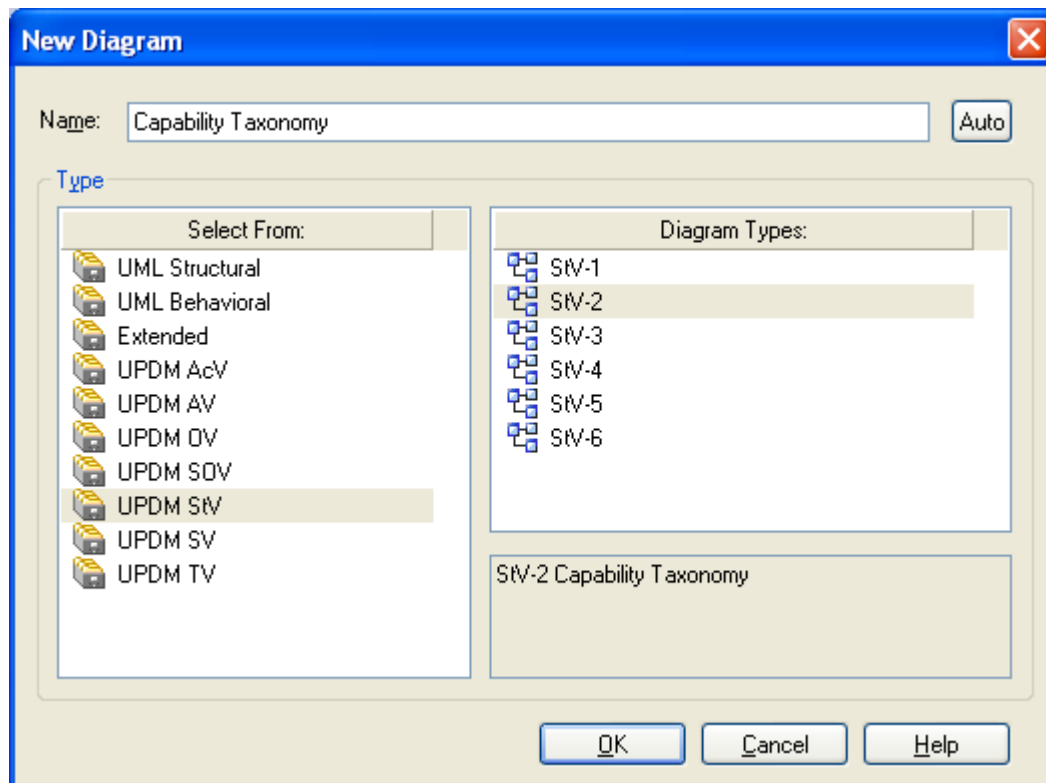 New Diagram
Name: Capability Taxonomy Auto
Type
Select From:
UML Structural
UML Behavioral
Extended
UPDM AcV
UPDM AV
UPDM OV
UPDM SOV
UPDM StV
UPDM SV
UPDM TV
Diagram Types:
StV-1
StV-2
StV-3
StV-4
StV-5
StV-6
StV-2 Capability Taxonomy
OK Cancel Help